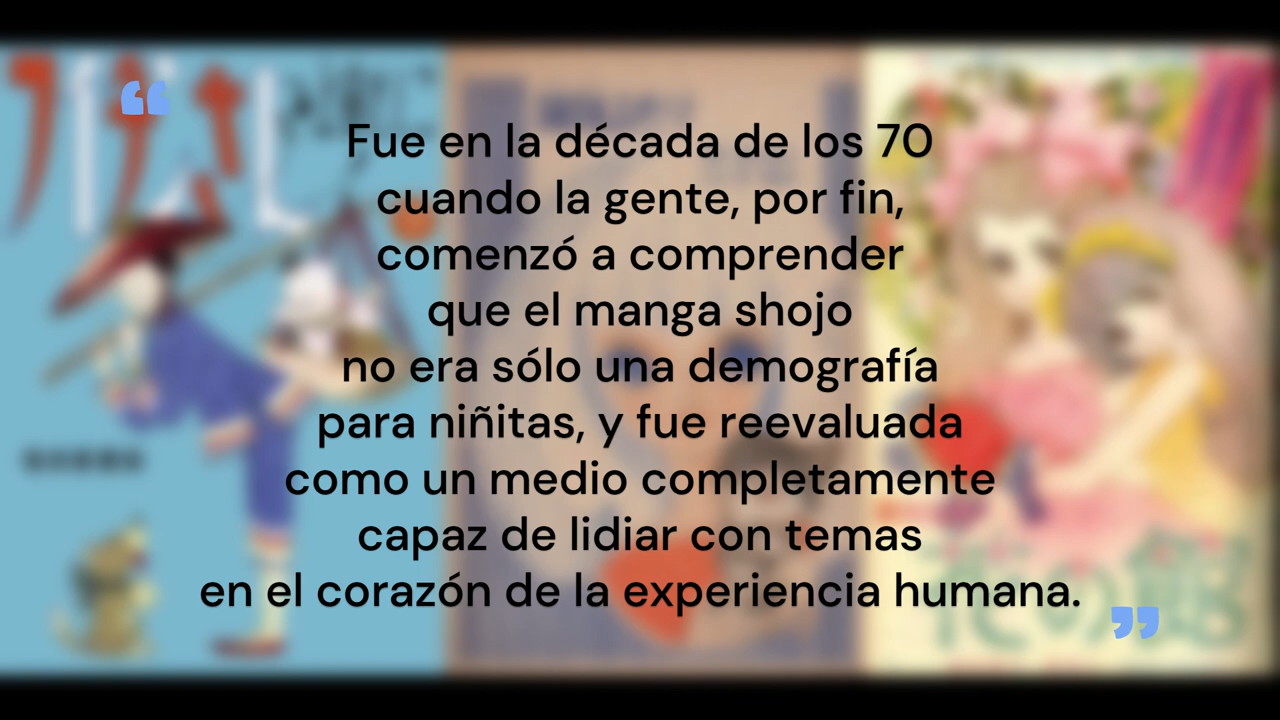 “
Fue en la década de los 70
cuando la gente, por fin,
comenzó a comprender
que el manga shojo
no era sólo una demografía
para niñitas, y fue reevaluada
como un medio completamente
capaz de lidiar con temas
en el corazón de la experiencia humana.
”